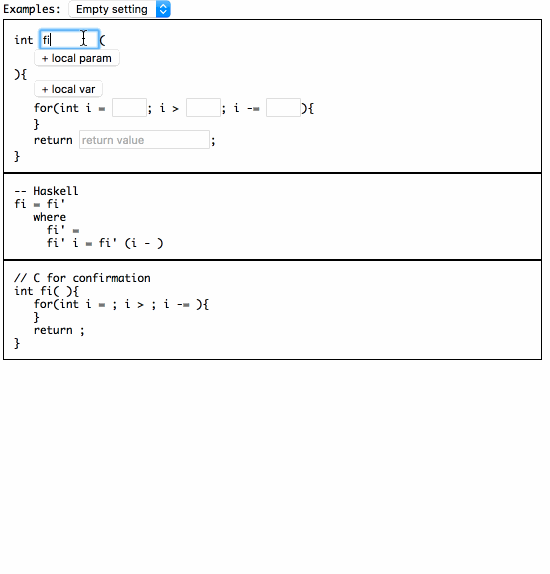 Examples: Empty setting
int fi (
+ local param
){
+ local var
for(int i = ; i > ; i -= ){
}
return return value ;
}
-- Haskell
fi = fi'
where
fi' =
fi' i = fi' (i - )
// C for confirmation
int fi( ){
for(int i = ; i > ; i -= ){
}
return ;
}